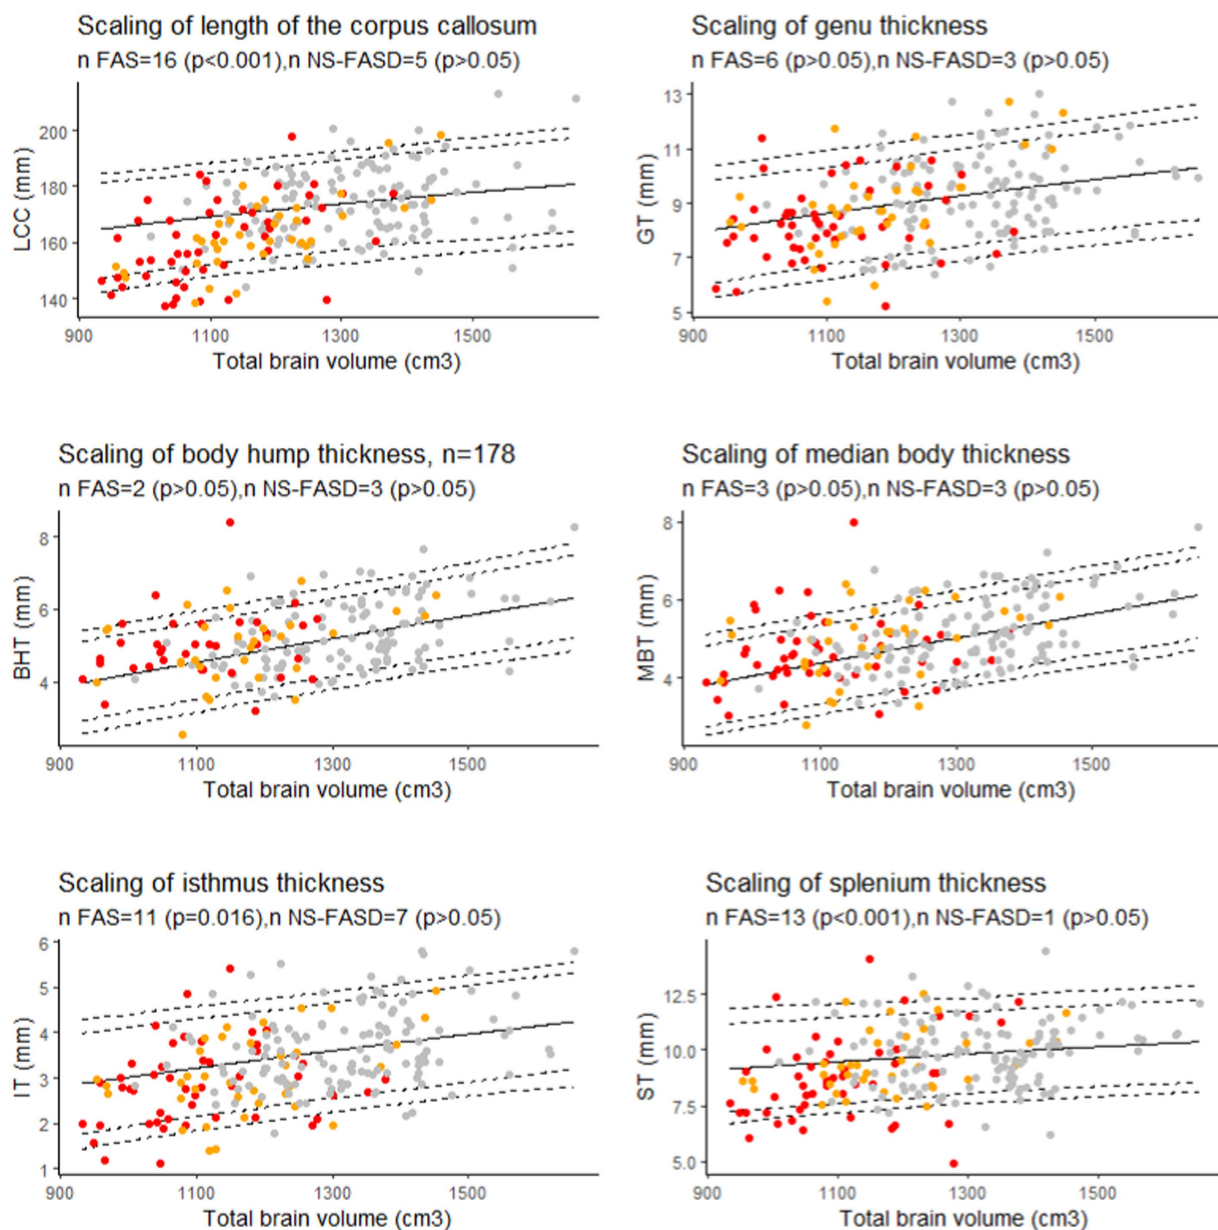 Scaling of length of the corpus callosum
n FAS=16 (p<0.001),n NS-FASD=5 (p>0.05)
LCC (mm)
200
180
160
140
900
1100
1300
1500
Total brain volume (cm3)
Scaling of genu thickness
n FAS=6 (p>0.05),n NS-FASD=3 (p>0.05)
GT (mm)
13
11
9
7
5
900
1100
1300
1500
Total brain volume (cm3)
Scaling of body hump thickness, n=178
n FAS=2 (p>0.05),n NS-FASD=3 (p>0.05)
BHT (mm)
8
6
4
900
1100
1300
1500
Total brain volume (cm3)
Scaling of median body thickness
n FAS=3 (p>0.05),n NS-FASD=3 (p>0.05)
MBT (mm)
8
6
4
900
1100
1300
1500
Total brain volume (cm3)
Scaling of isthmus thickness
n FAS=11 (p=0.016),n NS-FASD=7 (p>0.05)
IT (mm)
6
5
4
3
2
1
900
1100
1300
1500
Total brain volume (cm3)
Scaling of splenium thickness
n FAS=13 (p<0.001),n NS-FASD=1 (p>0.05)
ST (mm)
12.5
10.0
7.5
5.0
900
1100
1300
1500
Total brain volume (cm3)